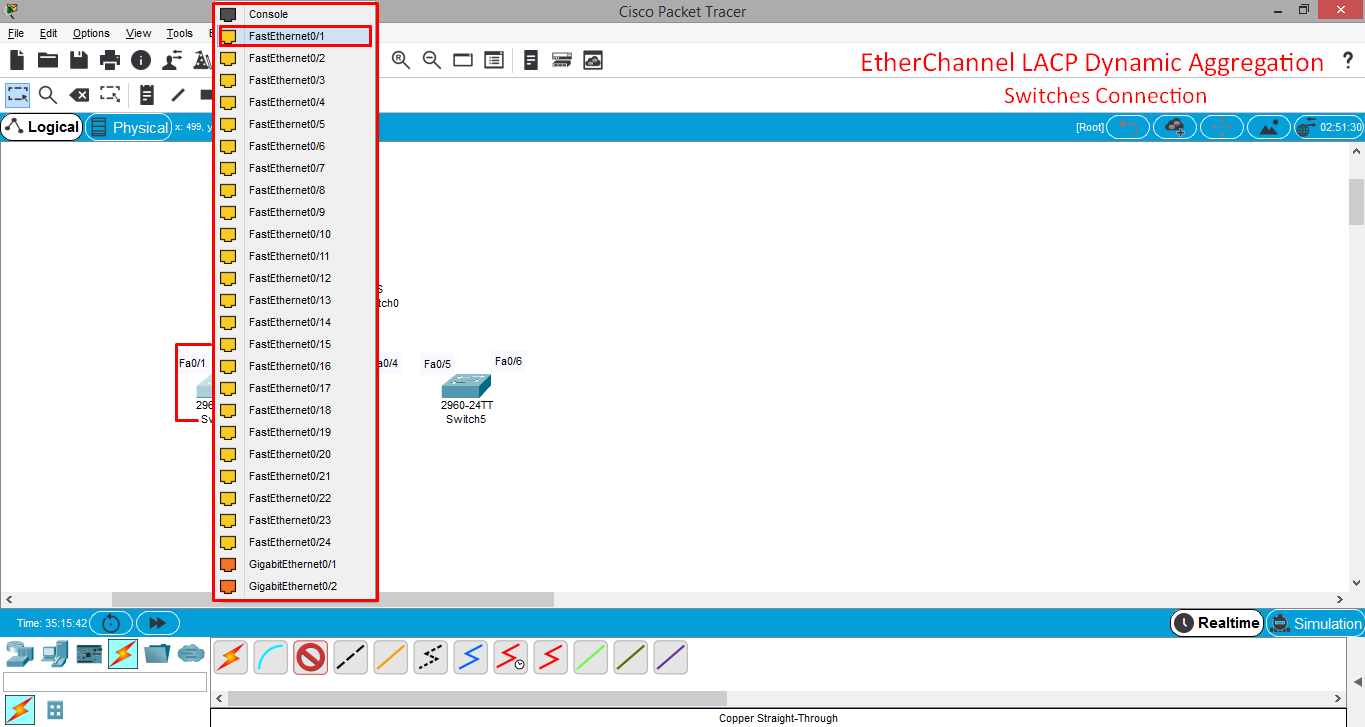 Cisco Packet Tracer
File Edit Options View Tools
EtherChannel LACP Dynamic Aggregation
Switches Connection
Logical Physical x: 499, y
[Root] 02:51:30
Console
FastEthernet0/1
FastEthernet0/2
FastEthernet0/3
FastEthernet0/4
FastEthernet0/5
FastEthernet0/6
FastEthernet0/7
FastEthernet0/8
FastEthernet0/9
FastEthernet0/10
FastEthernet0/11
FastEthernet0/12
FastEthernet0/13
FastEthernet0/14
FastEthernet0/15
FastEthernet0/16
FastEthernet0/17
FastEthernet0/18
FastEthernet0/19
FastEthernet0/20
FastEthernet0/21
FastEthernet0/22
FastEthernet0/23
FastEthernet0/24
GigabitEthernet0/1
GigabitEthernet0/2
S
tch0
Fa0/1 a0/4 Fa0/5 Fa0/6
296 2960-24TT
Sw Switch5
Time: 35:15:42 Realtime Simulation
Copper Straight-Through